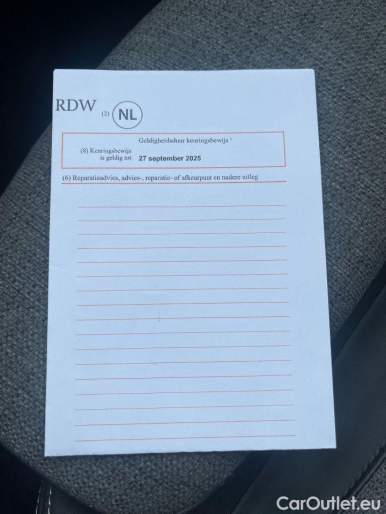 RDW (2) NL
Geldigheidsduur keuringsbewijs
(8) Keuringsbewijs
is geldig tot 27 september 2025
(6) Reparatieadvies, advies-, reparatie- of afkeurpunt en nadere uitleg
CarOutlet.eu